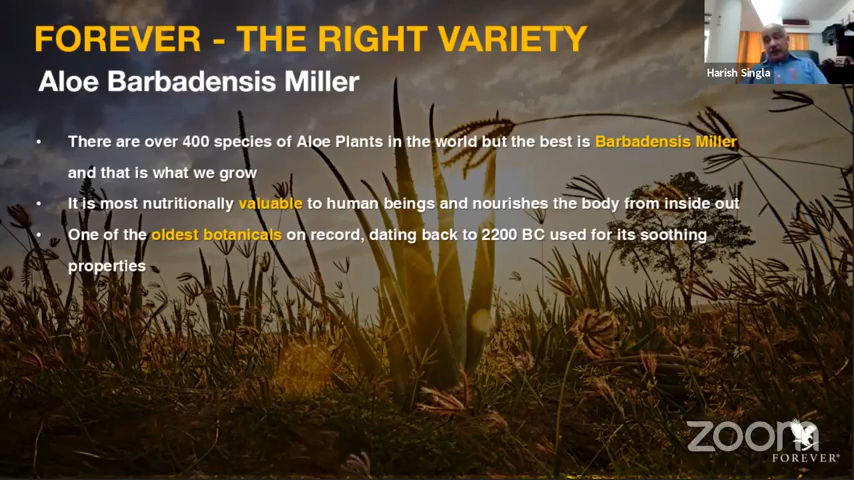 FOREVER - THE RIGHT VARIETY
Aloe Barbadensis Miller
Harish Singla
• There are over 400 species of Aloe Plants in the world but the best is Barbadensis Miller
and that is what we grow
• It is most nutritionally valuable to human beings and nourishes the body from inside out
• One of the oldest botanicals on record, dating back to 2200 BC used for its soothing
properties
zoom
FOREVER®